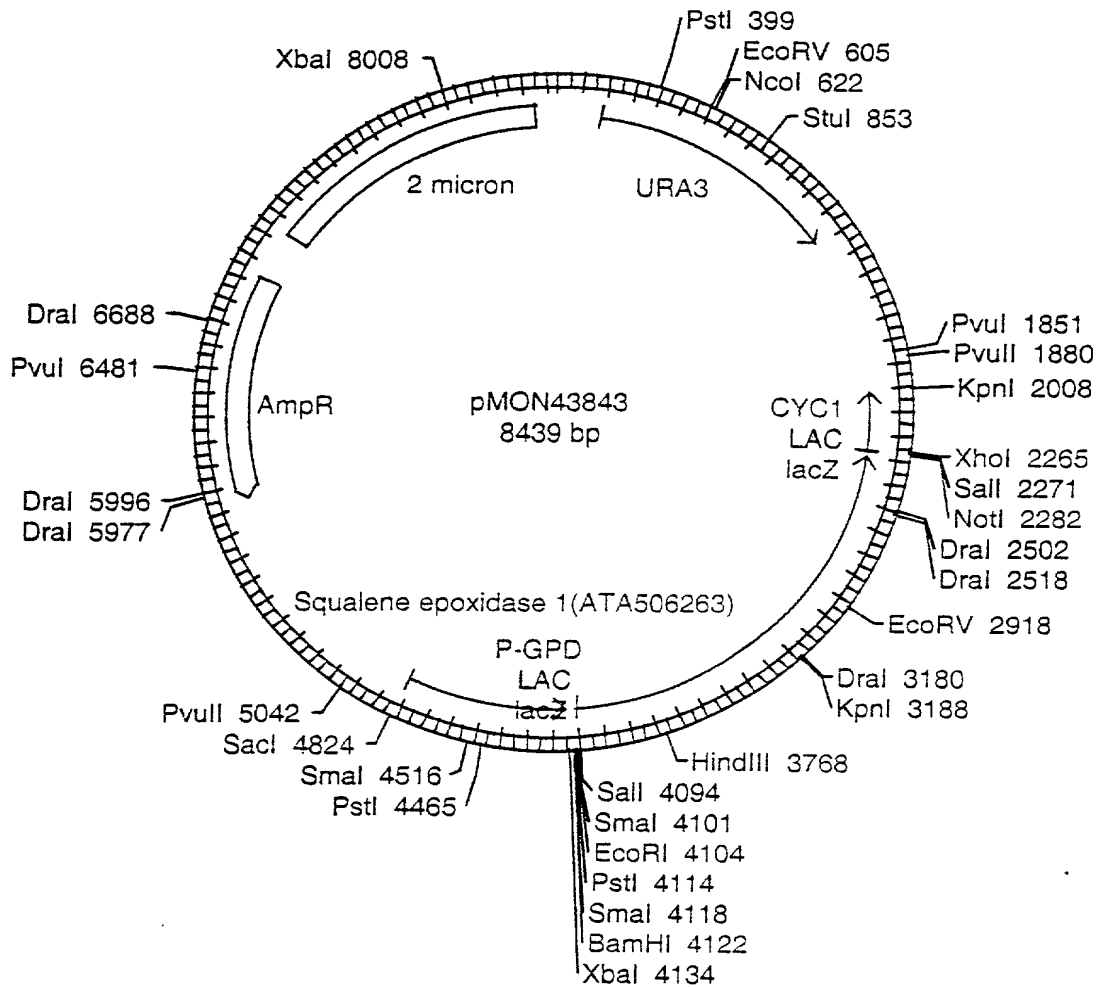 PstI 399
EcoRV 605
NcoI 622
StuI 853
XbaI 8008
2 micron
URA3
DraI 6688
PvuI 6481
AmpR
pMON43843
8439 bp
PvuI 1851
PvuII 1880
KpnI 2008
CYC1
LAC
lacZ
XhoI 2265
SalI 2271
NotI 2282
DraI 2502
DraI 2518
DraI 5996
DraI 5977
Squalene epoxidase 1(ATA506263)
EcoRV 2918
P-GPD
LAC
lacZ
DraI 3180
KpnI 3188
PvuII 5042
SacI 4824
SmaI 4516
PstI 4465
HindIII 3768
SalI 4094
SmaI 4101
EcoRI 4104
PstI 4114
SmaI 4118
BamHI 4122
XbaI 4134